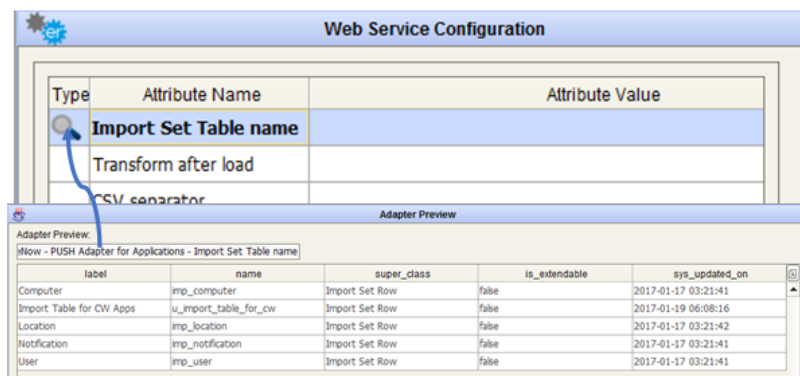 er
Web Service Configuration
Type Attribute Name Attribute Value
Import Set Table name
Transform after load
CSV separator
Adapter Preview
Adapter Preview:
eNow - PUSH Adapter for Applications - Import Set Table name
label name super_class is_extendable sys_updated_on
Computer imp_computer Import Set Row false 2017-01-17 03:21:41
Import Table for CW Apps u_import_table_for_cw Import Set Row false 2017-01-19 06:08:16
Location imp_location Import Set Row false 2017-01-17 03:21:42
Notification imp_notification Import Set Row false 2017-01-17 03:21:41
User imp_user Import Set Row false 2017-01-17 03:21:41